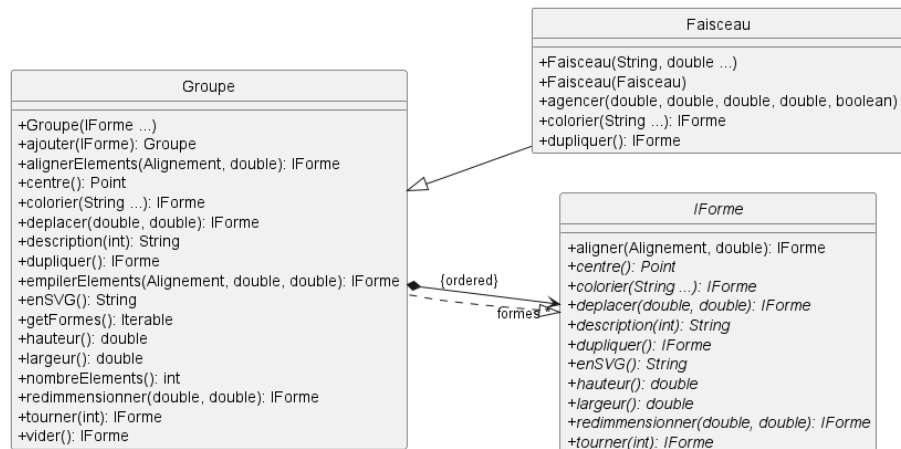 Faisceau
+Faisceau(String, double ...)
+Faisceau(Faisceau)
+agencer(double, double, double, double, boolean)
+colorier(String ...): IForme
+dupliquer(): IForme
Groupe
+Groupe(IForme ...)
+ajouter(IForme): Groupe
+alignerElements(Alignement, double): IForme
+centre(): Point
+colorier(String ...): IForme
+deplacer(double, double): IForme
+description(int): String
+dupliquer(): IForme
+empilerElements(Alignement, double, double): IForme
+enSVG(): String
+getFormes(): Iterable
+hauteur(): double
+largeur(): double
+nombreElements(): int
+redimmensionner(double, double): IForme
+tourner(int): IForme
+vider(): IForme
{ordered}
formes *
IForme
+aligner(Alignement, double): IForme
+centre(): Point
+colorier(String ...): IForme
+deplacer(double, double): IForme
+description(int): String
+dupliquer(): IForme
+enSVG(): String
+hauteur(): double
+largeur(): double
+redimmensionner(double, double): IForme
+tourner(int): IForme